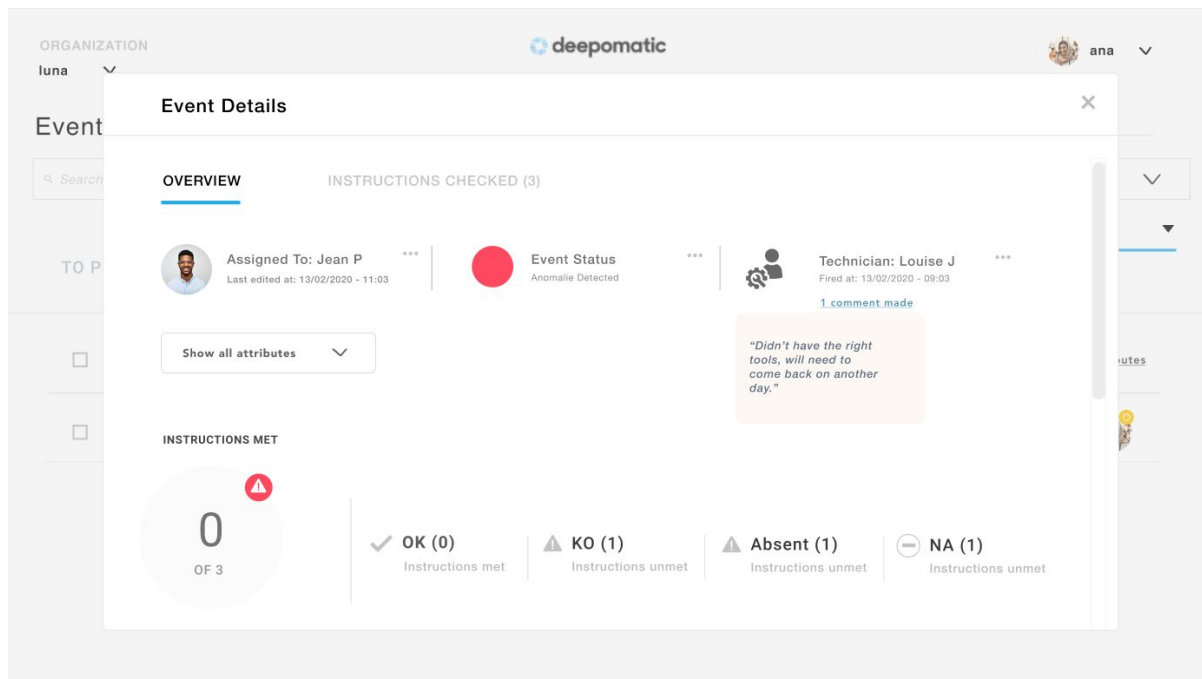 ORGANIZATION
deepomatic
luna
ana
Event Details
Event
Search
OVERVIEW
INSTRUCTIONS CHECKED (3)
TO P
Assigned To: Jean P
Last edited at: 13/02/2020 - 11:03
Event Status
Anomalie Detected
Technician: Louise J
Fired at: 13/02/2020 - 09:03
1 comment made
Show all attributes
“Didn’t have the right
tools, will need to
come back on another
day.”
utes
INSTRUCTIONS MET
0
OF 3
OK (0)
Instructions met
KO (1)
Instructions unmet
Absent (1)
Instructions unmet
NA (1)
Instructions unmet